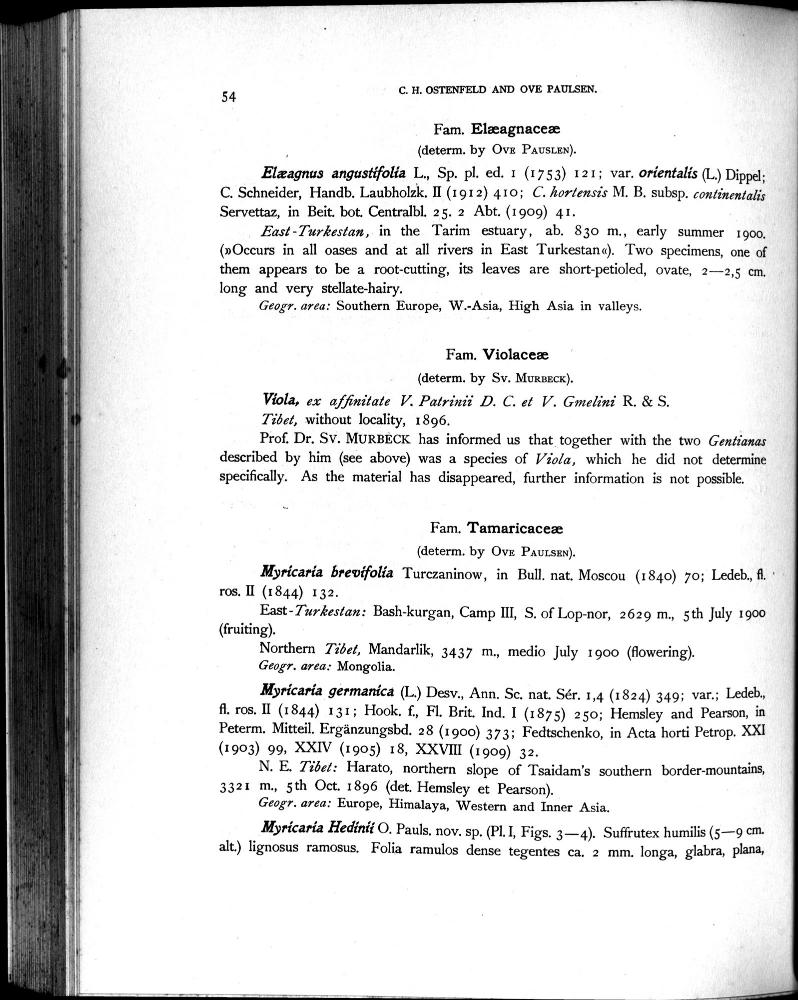 54
C. H. OSTENFELD AND OVE PAULSEN.
Fam. Elæagnaceæ
(determ. by OVE PAUSLEN).
Elæagnus angustifolia L., Sp. pl. ed. 1 (1753) 121; var. orientalis (L.) Dippel;
C. Schneider, Handb. Laubholzk. II (1912) 410; C. hortensis M. B. subsp. continentalis
Servettaz, in Beit. bot. Centralbl. 25. 2 Abt. (1909) 41.
East-Turkestan, in the Tarim estuary, ab. 830 m., early summer 1900.
(»Occurs in all oases and at all rivers in East Turkestan«). Two specimens, one of
them appears to be a root-cutting, its leaves are short-petioled, ovate, 2—2,5 cm.
long and very stellate-hairy.
Geogr. area: Southern Europe, W.-Asia, High Asia in valleys.
Fam. Violaceæ
(determ. by SV. MURBECK).
Viola, ex affinitate V. Patrinii D. C. et V. Gmelini R. & S.
Tibet, without locality, 1896.
Prof. Dr. SV. MURBECK has informed us that together with the two Gentianas
described by him (see above) was a species of Viola, which he did not determine
specifically. As the material has disappeared, further information is not possible.
Fam. Tamaricaceæ
(determ. by OVE PAULSEN).
Myricaria brevifolia Turczaninow, in Bull. nat. Moscou (1840) 70; Ledeb., fl.
ros. II (1844) 132.
East-Turkestan: Bash-kurgan, Camp III, S. of Lop-nor, 2629 m., 5th July 1900
(fruiting).
Northern Tibet, Mandarlik, 3437 m., medio July 1900 (flowering).
Geogr. area: Mongolia.
Myricaria germanica (L.) Desv., Ann. Sc. nat. Sér. 1,4 (1824) 349; var.; Ledeb.,
fl. ros. II (1844) 131; Hook. f., Fl. Brit. Ind. I (1875) 250; Hemsley and Pearson, in
Peterm. Mitteil. Ergänzungsbd. 28 (1900) 373; Fedtschenko, in Acta horti Petrop. XXI
(1903) 99, XXIV (1905) 18, XXVIII (1909) 32.
N. E. Tibet: Harato, northern slope of Tsaidam's southern border-mountains,
3321 m., 5th Oct. 1896 (det. Hemsley et Pearson).
Geogr. area: Europe, Himalaya, Western and Inner Asia.
Myricaria Hedinii O. Pauls. nov. sp. (Pl. I, Figs. 3—4). Suffrutex humilis (5—9 cm.
alt.) lignosus ramosus. Folia ramulos dense tegentes ca. 2 mm. longa, glabra, plana,